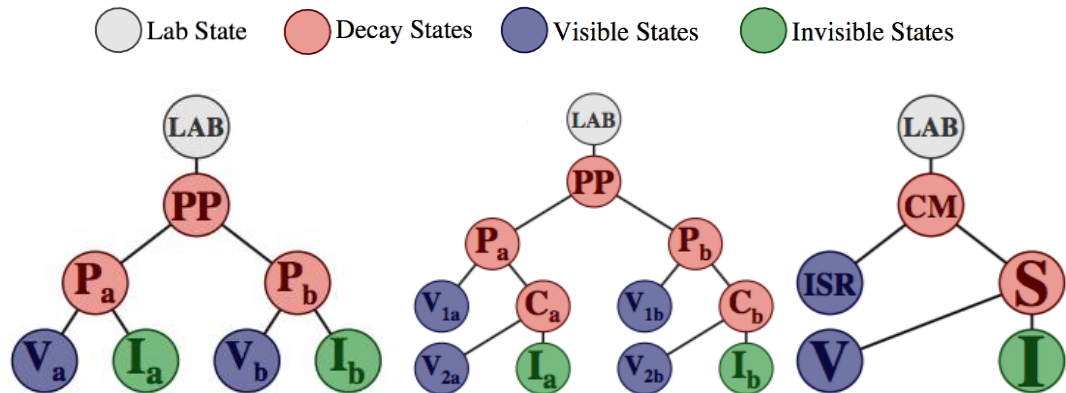 Lab State Decay States Visible States Invisible States
LAB LAB LAB
PP PP CM
Pa Pb Pa Pb ISR S
V1a Ca V1b Cb
Va Ia Vb Ib V2a Ia V2b Ib V I